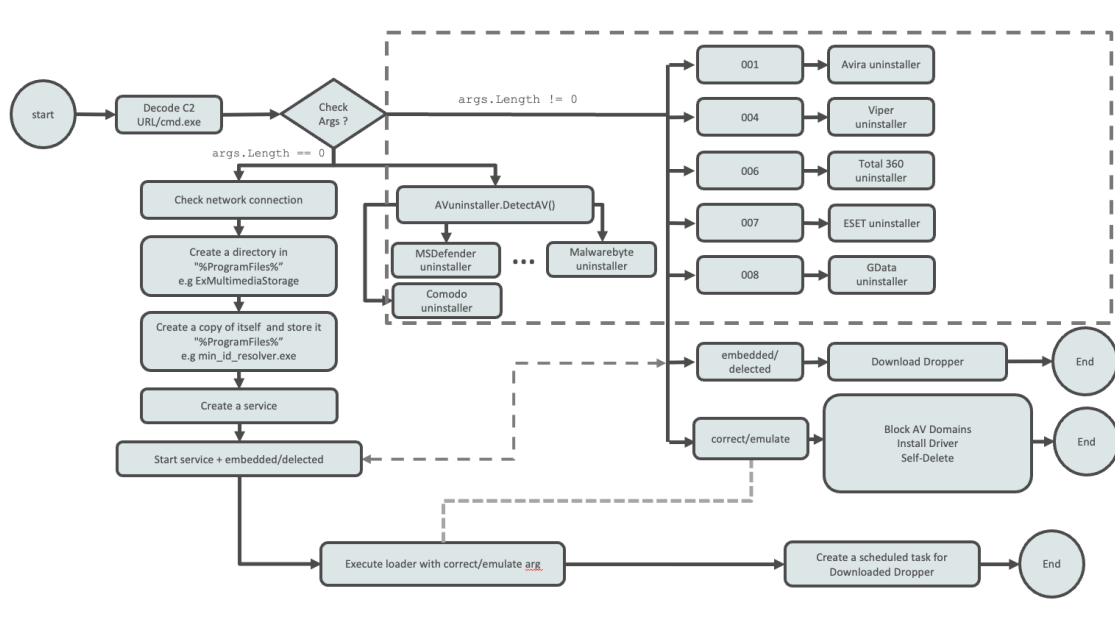 start
Decode C2
URL/cmd.exe
Check
Args ?
args.Length != 0
args.Length == 0
001
Avira uninstaller
004
Viper
uninstaller
006
Total 360
uninstaller
007
ESET uninstaller
008
GData
uninstaller
Check network connection
AVuninstaller.DetectAV()
MSDefender
uninstaller
...
Malwarebyte
uninstaller
Comodo
uninstaller
Create a directory in
"%ProgramFiles%"
e.g ExMultimediaStorage
Create a copy of itself and store it
"%ProgramFiles%"
e.g min_id_resolver.exe
Create a service
Start service + embedded/delected
embedded/
delected
Download Dropper
End
correct/emulate
Block AV Domains
Install Driver
Self-Delete
End
Execute loader with correct/emulate arg
Create a scheduled task for
Downloaded Dropper
End